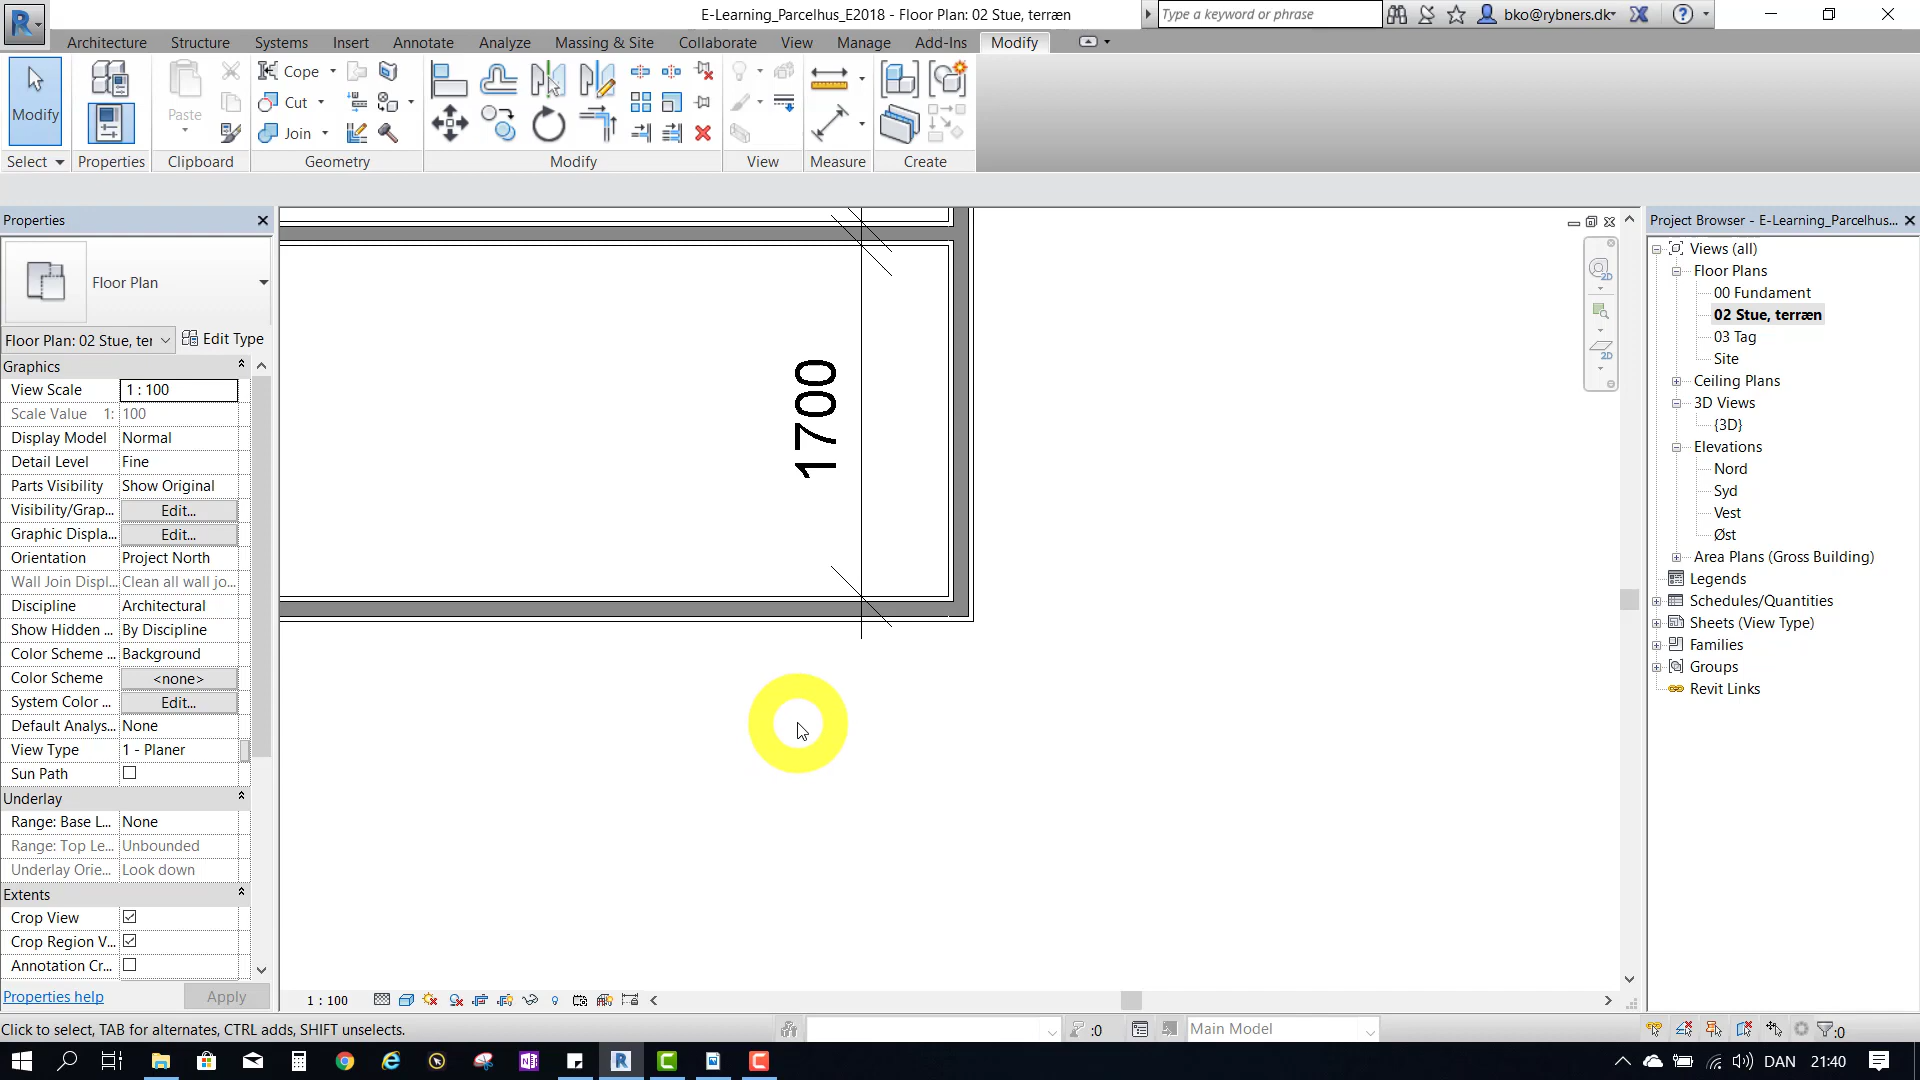 E-Learning_Parcelhus_E2018 - Floor Plan: 02 Stue, terræn
Type a keyword or phrase
bko@rybners.dk
Architecture Structure Systems Insert Annotate Analyze Massing & Site Collaborate View Manage Add-Ins Modify
Modify
Paste
Cope
Cut
Join
Select Properties Clipboard Geometry Modify View Measure Create
Properties
Floor Plan
Floor Plan: 02 Stue, ter
Edit Type
Graphics
View Scale 1 : 100
Scale Value 1: 100
Display Model Normal
Detail Level Fine
Parts Visibility Show Original
Visibility/Grap... Edit...
Graphic Displa... Edit...
Orientation Project North
Wall Join Displ... Clean all wall jo...
Discipline Architectural
Show Hidden ... By Discipline
Color Scheme ... Background
Color Scheme <none>
System Color ... Edit...
Default Analys... None
View Type 1 - Planer
Sun Path
Underlay
Range: Base L... None
Range: Top Le... Unbounded
Underlay Orie... Look down
Extents
Crop View
Crop Region V...
Annotation Cr...
Properties help
Apply
1700
1 : 100
Project Browser - E-Learning_Parcelhus...
Views (all)
Floor Plans
00 Fundament
02 Stue, terræn
03 Tag
Site
Ceiling Plans
3D Views
{3D}
Elevations
Nord
Syd
Vest
Øst
Area Plans (Gross Building)
Legends
Schedules/Quantities
Sheets (View Type)
Families
Groups
Revit Links
Click to select, TAB for alternates, CTRL adds, SHIFT unselects.
:0
Main Model
:0
DAN
21:40